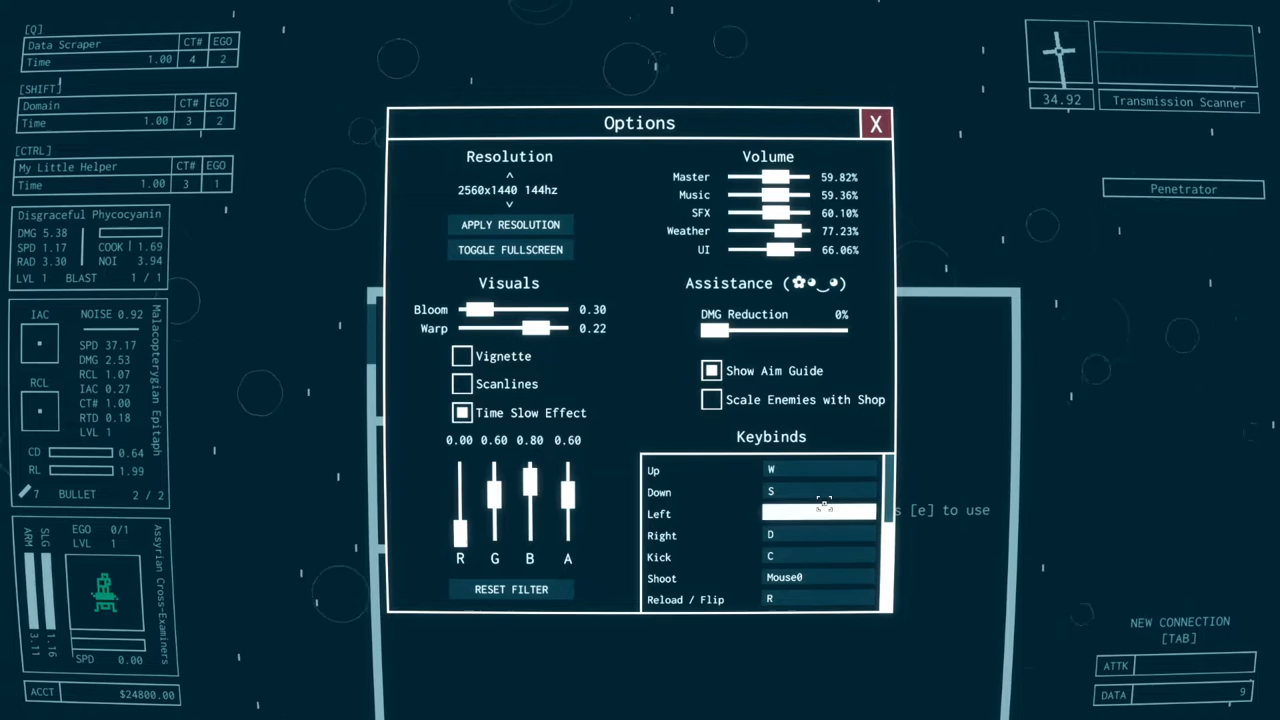 [Q]
Data Scraper CT# EGO
Time 1.00 4 2
[SHIFT]
Domain CT# EGO
Time 1.00 3 2
[CTRL]
My Little Helper CT# EGO
Time 1.00 3 1
Disgraceful Phycocyanin
DMG 5.38
SPD 1.17 COOK 1.69
RAD 3.30 NOI 3.94
LVL 1 BLAST 1 / 1
IAC NOISE 0.92
SPD 37.17
DMG 2.53
RCL RCL 1.07
IAC 0.27
CT# 1.00
RTD 0.18
LVL 1
Malacopterygian Epitaph
CD 0.64
RL 1.99
7 BULLET 2 / 2
ARM SLG EGO 0/1
LVL 1
Assyrian Cross-Examiners
3.11 1.16
SPD 0.00
ACCT $24800.00
Options X
Resolution
^
2560x1440 144hz
APPLY RESOLUTION
TOGGLE FULLSCREEN
Visuals
Bloom 0.30
Warp 0.22
Vignette
Scanlines
Time Slow Effect
0.00 0.60 0.80 0.60
R G B A
RESET FILTER
Volume
Master 59.82%
Music 59.36%
SFX 60.10%
Weather 77.23%
UI 66.06%
Assistance (✿◕‿◕)
DMG Reduction 0%
Show Aim Guide
Scale Enemies with Shop
Keybinds
Up W
Down S
Left
Right D
Kick C
Shoot Mouse0
Reload / Flip R
s [e] to use
34.92 Transmission Scanner
Penetrator
NEW CONNECTION
[TAB]
ATTK
DATA 9